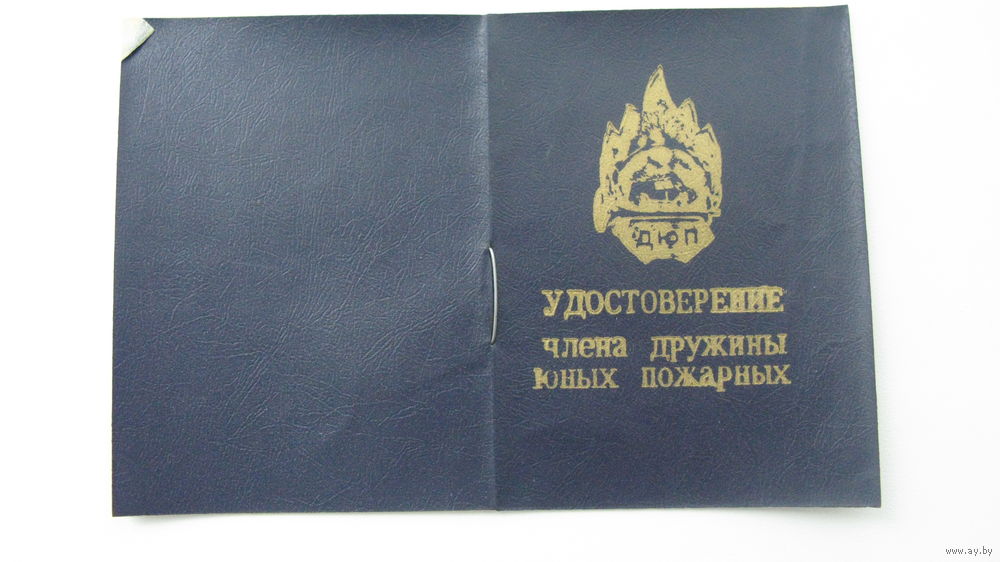 ДЮП
УДОСТОВЕРЕНИЕ
члена дружины
юных пожарных
www.ay.by